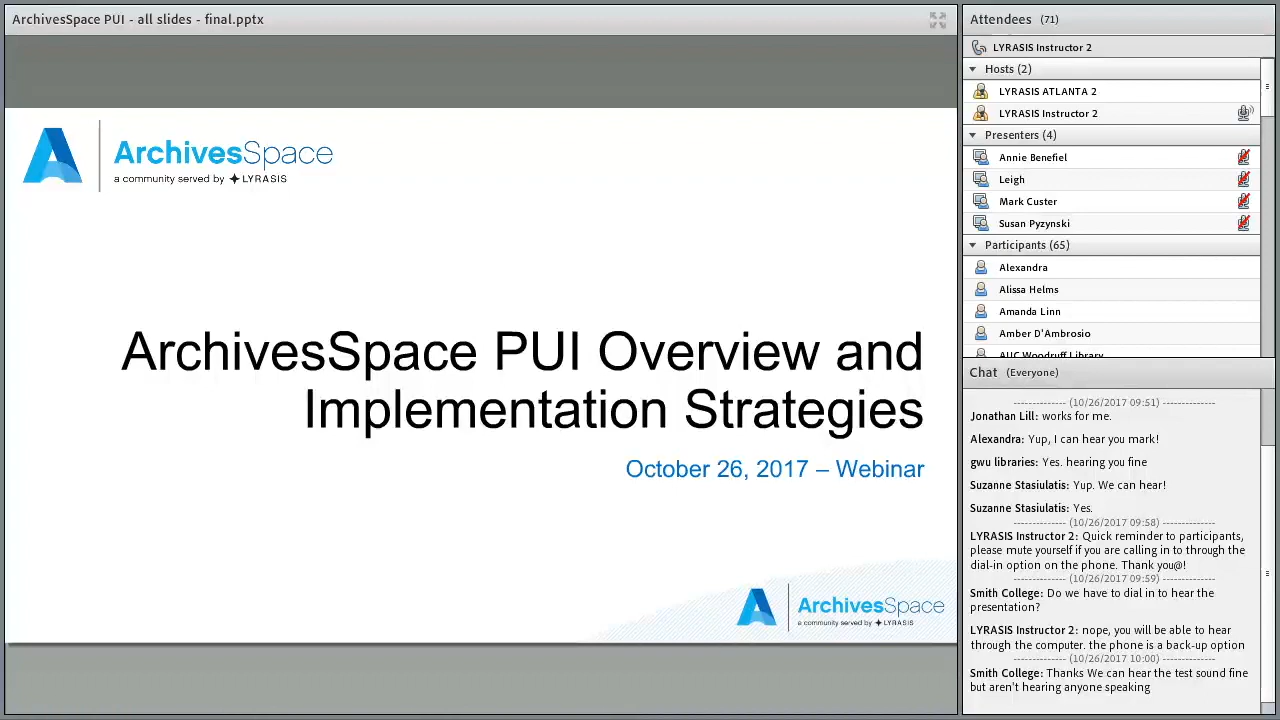 ArchivesSpace PUI - all slides - final.pptx
ArchivesSpace
a community served by LYRASIS
ArchivesSpace PUI Overview and
Implementation Strategies
October 26, 2017 – Webinar
ArchivesSpace
a community served by LYRASIS
Attendees (71)
LYRASIS Instructor 2
Hosts (2)
LYRASIS ATLANTA 2
LYRASIS Instructor 2
Presenters (4)
Annie Benefiel
Leigh
Mark Custer
Susan Pyzynski
Participants (65)
Alexandra
Alissa Helms
Amanda Linn
Amber D'Ambrosio
AUC Woodruff Library
Chat (Everyone)
------------- (10/26/2017 09:51) -------------
Jonathan Lill: works for me.
Alexandra: Yup, I can hear you mark!
gwu libraries: Yes. hearing you fine
Suzanne Stasiulatis: Yup. We can hear!
Suzanne Stasiulatis: Yes.
------------- (10/26/2017 09:58) -------------
LYRASIS Instructor 2: Quick reminder to participants,
please mute yourself if you are calling in to through the
dial-in option on the phone. Thank you@!
------------- (10/26/2017 09:59) -------------
Smith College: Do we have to dial in to hear the
presentation?
LYRASIS Instructor 2: nope, you will be able to hear
through the computer. the phone is a back-up option
------------- (10/26/2017 10:00) -------------
Smith College: Thanks We can hear the test sound fine
but aren't hearing anyone speaking